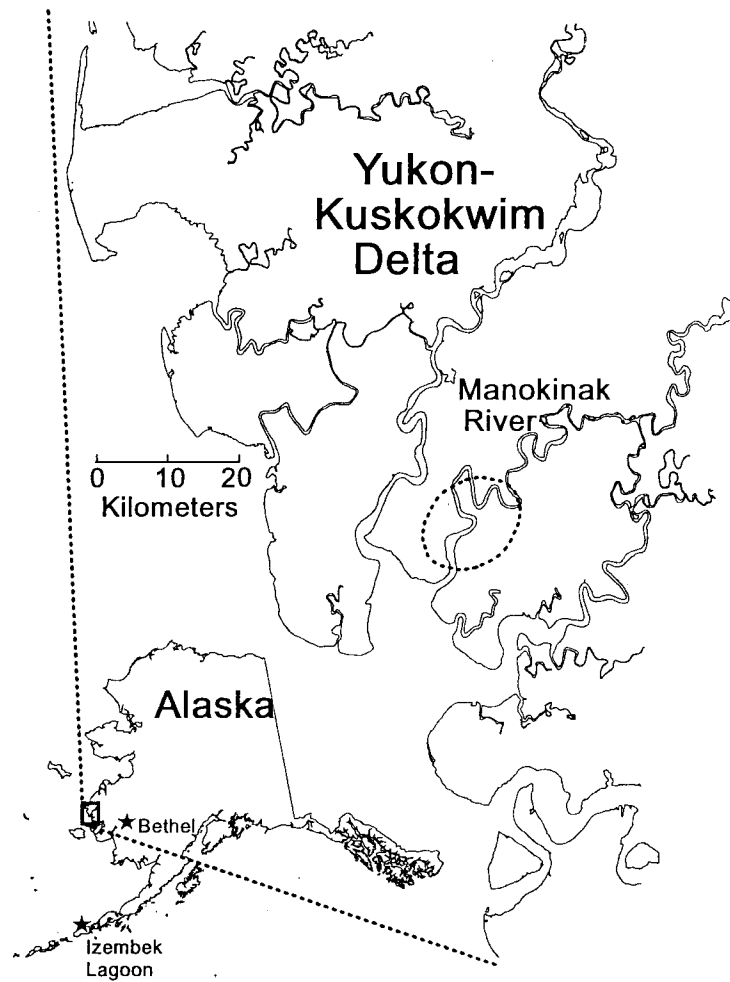 Yukon-
Kuskokwim
Delta
Manokinak
River
0 10 20
Kilometers
Alaska
Bethel
Izembek
Lagoon